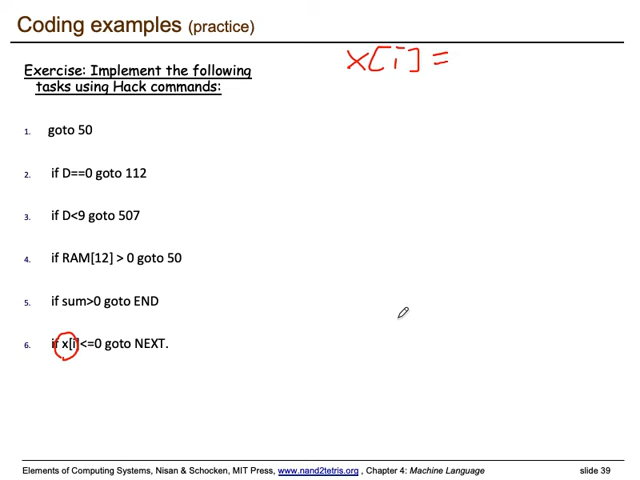 Coding examples (practice)
x[i] =
Exercise: Implement the following
tasks using Hack commands:
1. goto 50
2. if D==0 goto 112
3. if D<9 goto 507
4. if RAM[12] > 0 goto 50
5. if sum>0 goto END
6. if x[i]<=0 goto NEXT.
Elements of Computing Systems, Nisan & Schocken, MIT Press, www.nand2tetris.org , Chapter 4: Machine Language slide 39